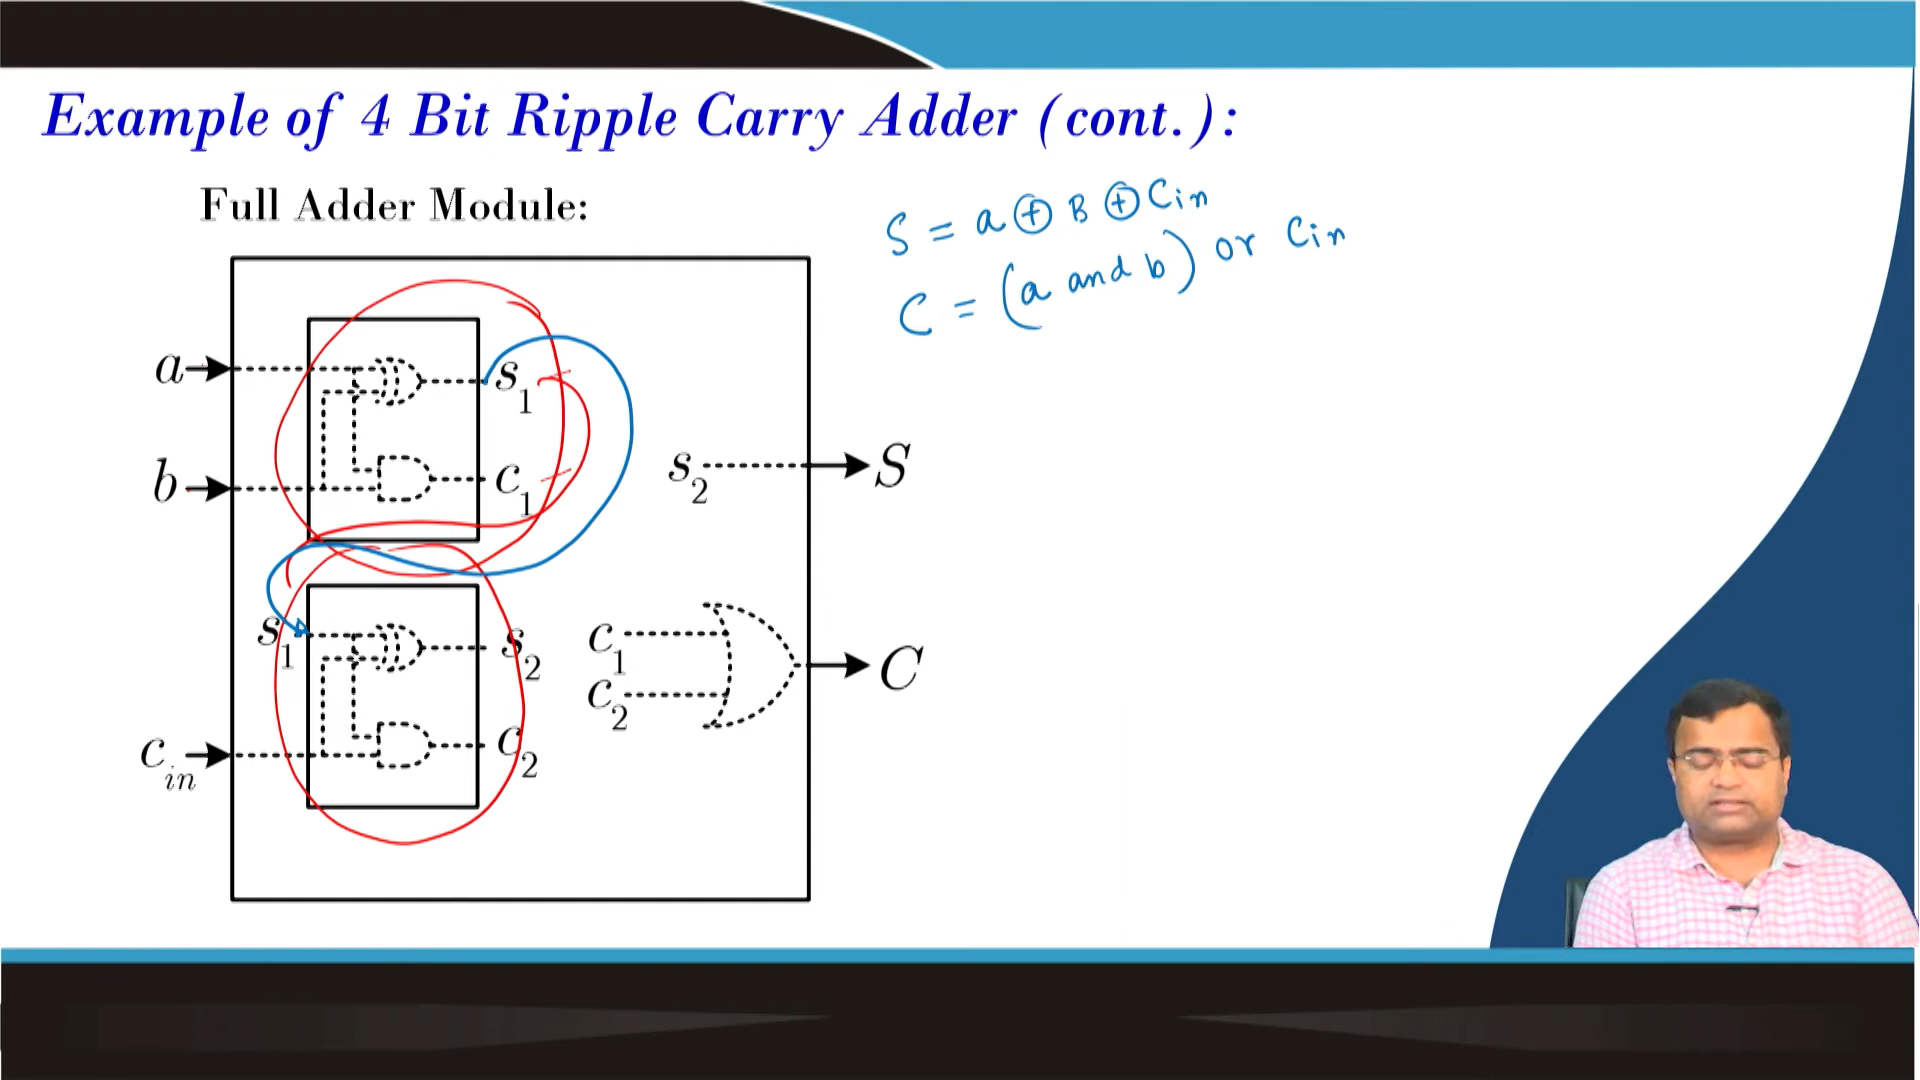 Example of 4 Bit Ripple Carry Adder (cont.):
Full Adder Module:
S = a ⊕ B ⊕ Cin
C = (a and b) or Cin
a
s1
b
c1
s2
S
s1
s2
c1
C
c2
cin
c2